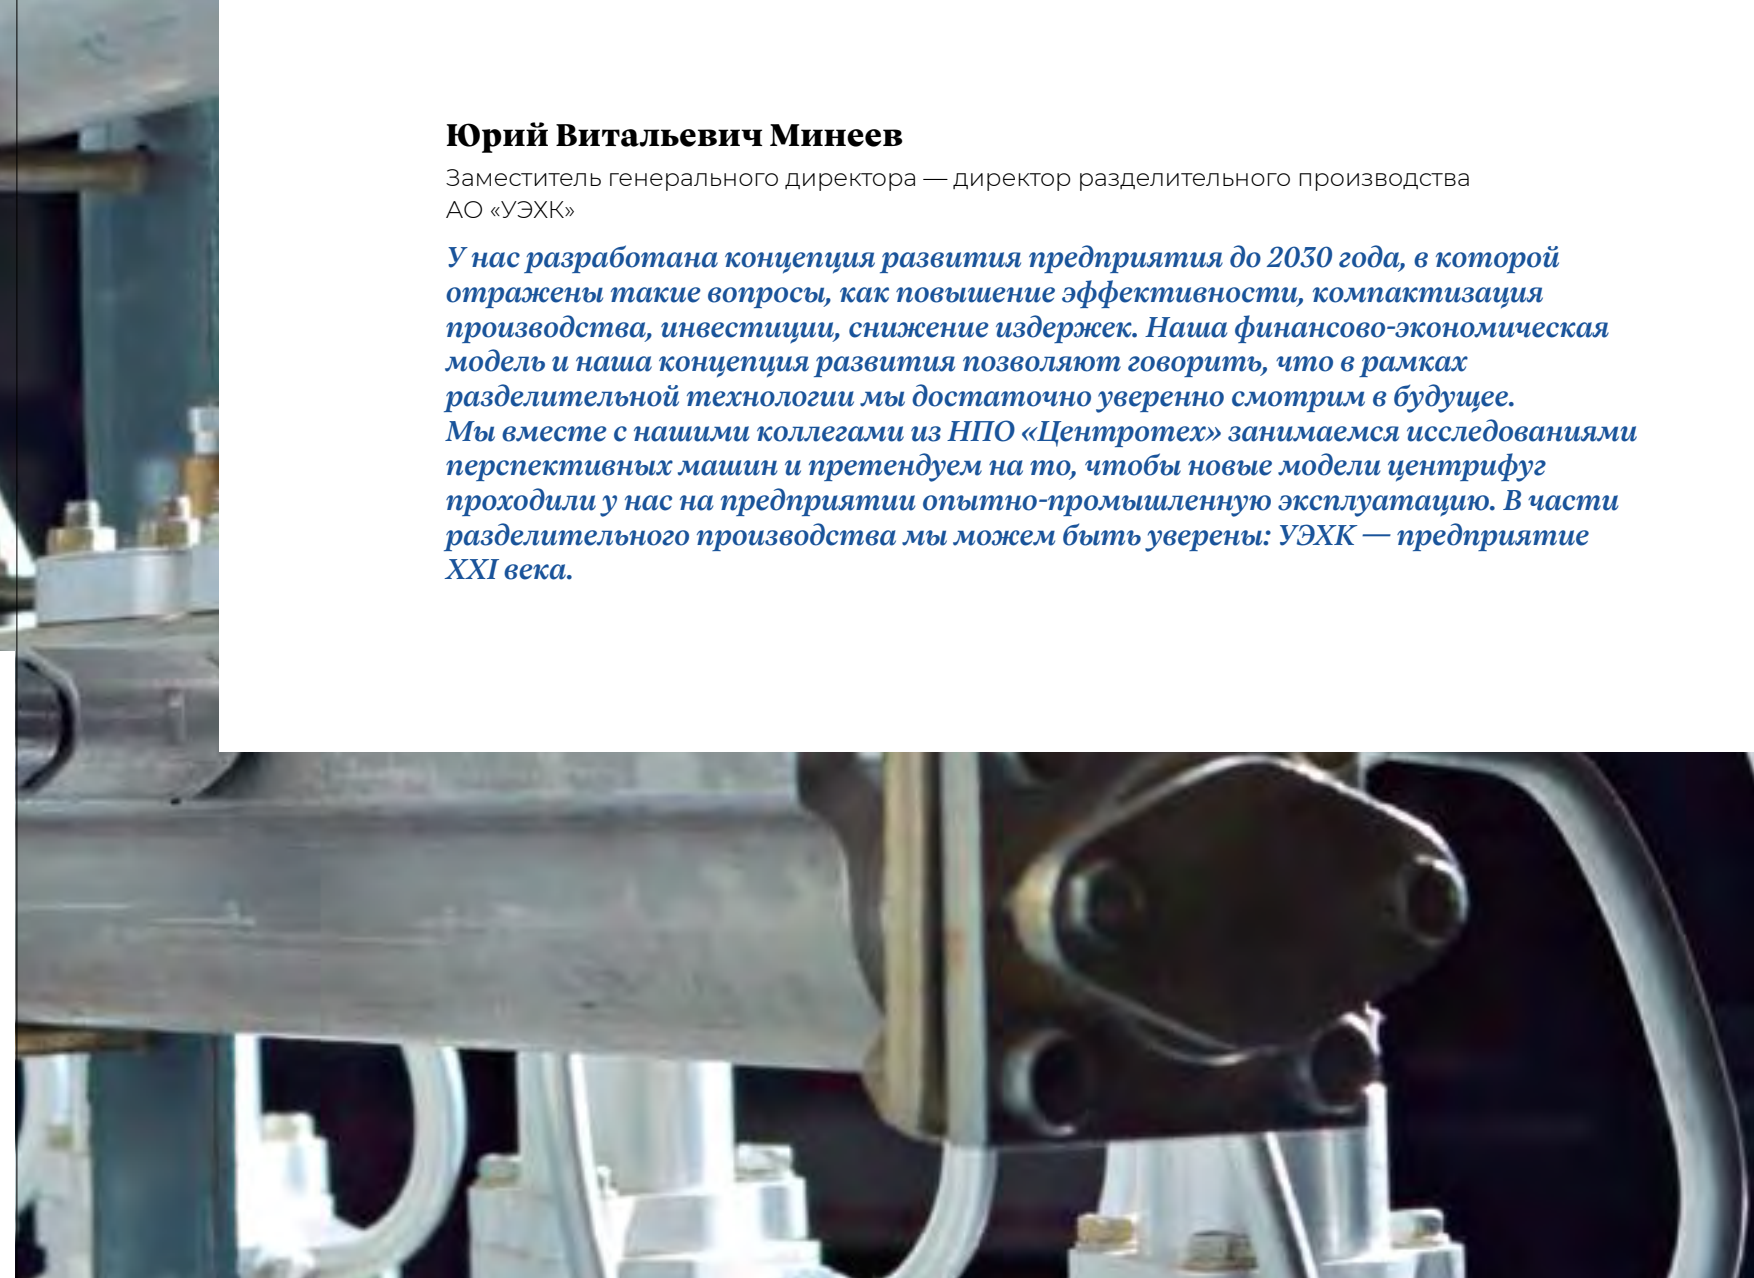 Юрий Витальевич Минеев
Заместитель генерального директора — директор разделительного производства
АО «УЭХК»
У нас разработана концепция развития предприятия до 2030 года, в которой
отражены такие вопросы, как повышение эффективности, компактизация
производства, инвестиции, снижение издержек. Наша финансово-экономическая
модель и наша концепция развития позволяют говорить, что в рамках
разделительной технологии мы достаточно уверенно смотрим в будущее.
Мы вместе с нашими коллегами из НПО «Центротех» занимаемся исследованиями
перспективных машин и претендуем на то, чтобы новые модели центрифуг
проходили у нас на предприятии опытно-промышленную эксплуатацию. В части
разделительного производства мы можем быть уверены: УЭХК — предприятие
XXI века.